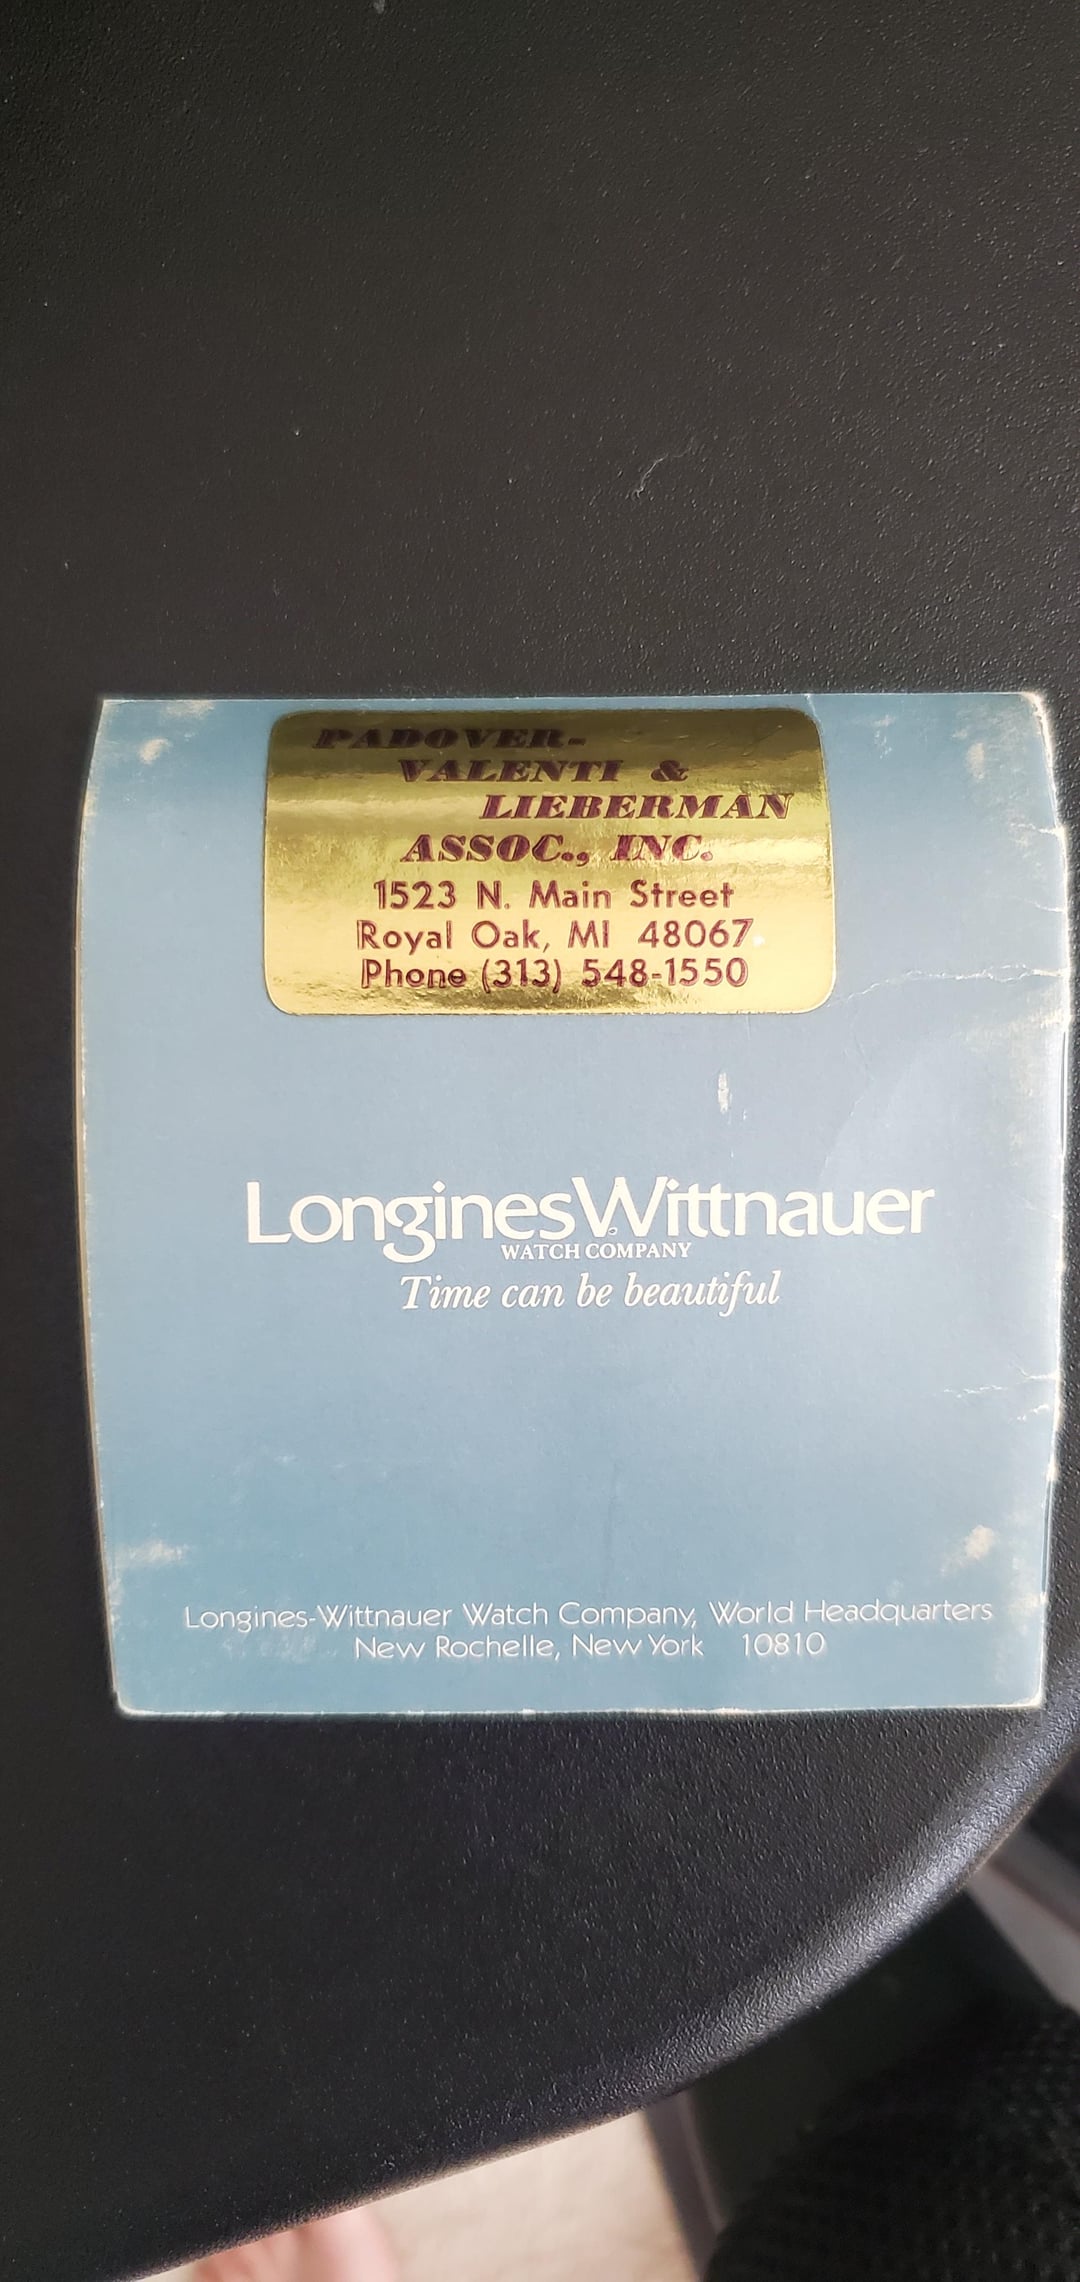 PADOVER-
VALENTI &
LIEBERMAN
ASSOC., INC.
1523 N. Main Street
Royal Oak, MI 48067
Phone (313) 548-1550
LonginesWittnauer
WATCH COMPANY
Time can be beautiful
Longines-Wittnauer Watch Company, World Headquarters
New Rochelle, New York 10810